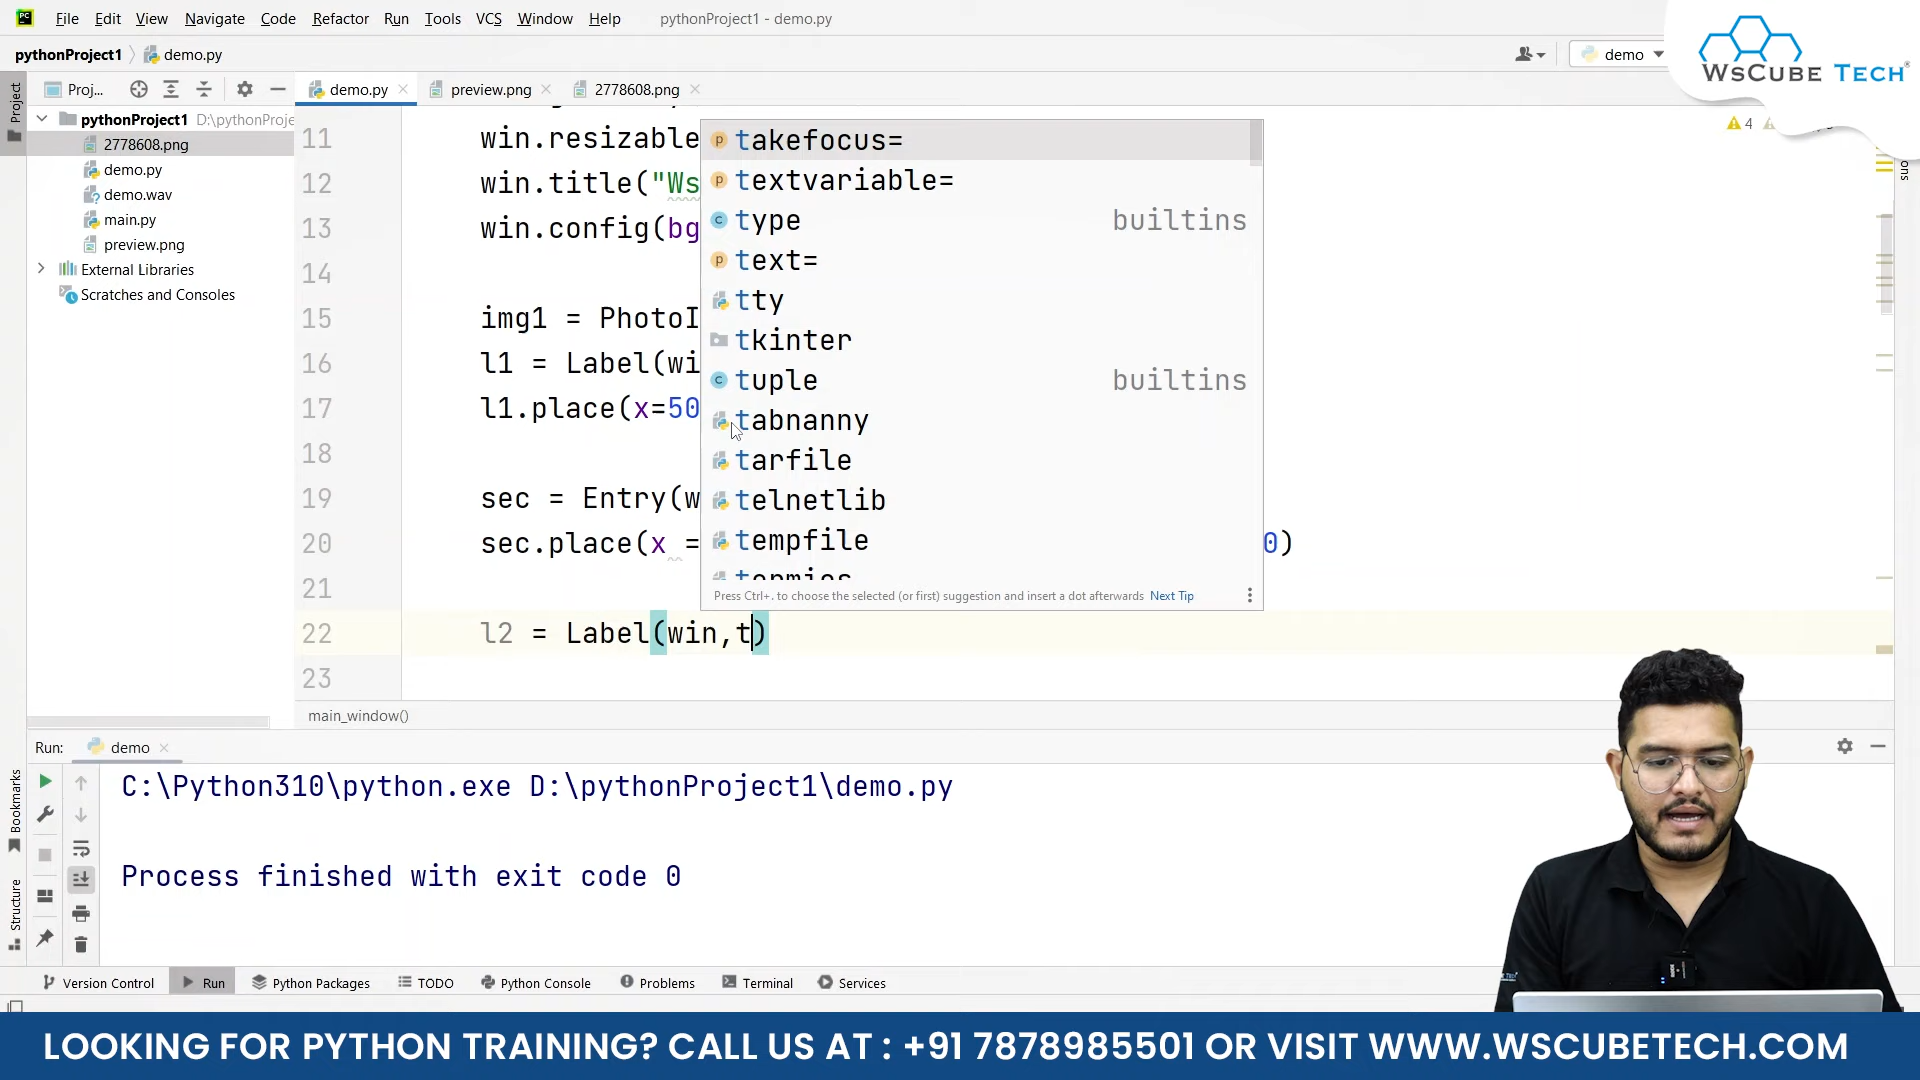 File Edit View Navigate Code Refactor Run Tools VCS Window Help pythonProject1 - demo.py
WSCUBE TECH
pythonProject1 demo.py
demo
Project
Proj...
demo.py preview.png 2778608.png
pythonProject1 D:\pythonProje
2778608.png
demo.py
demo.wav
main.py
preview.png
External Libraries
Scratches and Consoles
4
11 win.resizable
12 win.title("Ws
13 win.config(bg
14
15 img1 = PhotoI
16 l1 = Label(wi
17 l1.place(x=50
18
19 sec = Entry(w
20 sec.place(x = 0)
21
22 l2 = Label(win,t)
23
takefocus=
textvariable=
type builtins
text=
tty
tkinter
tuple builtins
tabnanny
tarfile
telnetlib
tempfile
Press Ctrl+. to choose the selected (or first) suggestion and insert a dot afterwards Next Tip
main_window()
Run: demo
C:\Python310\python.exe D:\pythonProject1\demo.py
Process finished with exit code 0
Bookmarks
Structure
Version Control Run Python Packages TODO Python Console Problems Terminal Services
LOOKING FOR PYTHON TRAINING? CALL US AT : +91 7878985501 OR VISIT WWW.WSCUBETECH.COM